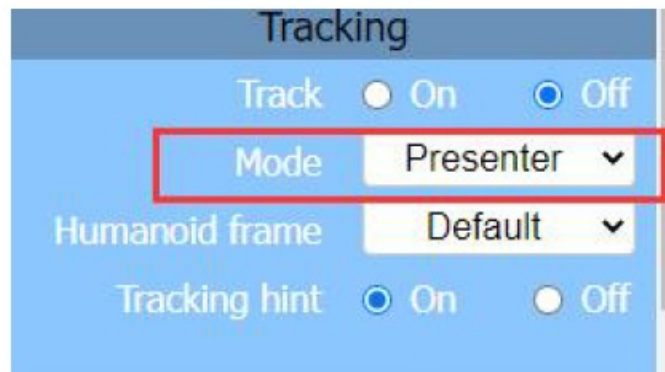 Tracking
Track On Off
Mode Presenter
Humanoid frame Default
Tracking hint On Off